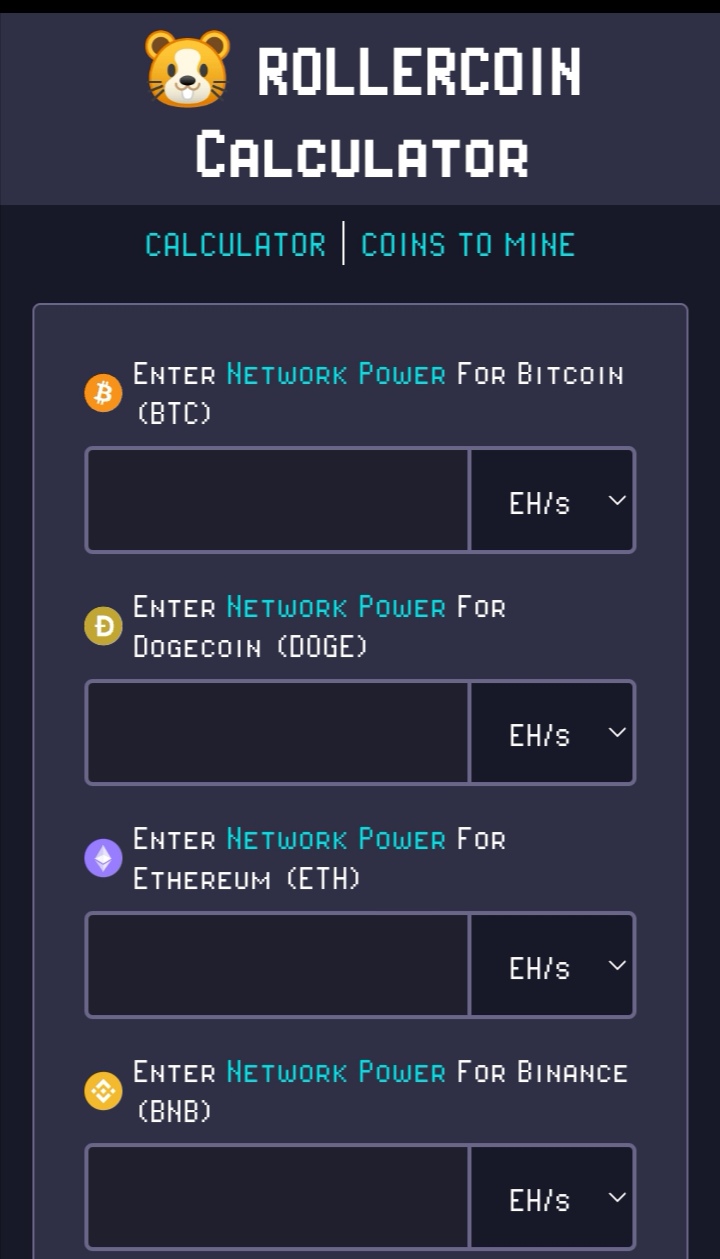 ROLLERCOIN
CALCULATOR
CALCULATOR | COINS TO MINE
ENTER NETWORK POWER FOR BITCOIN
(BTC)
EH/s
ENTER NETWORK POWER FOR
DOGECOIN (DOGE)
EH/s
ENTER NETWORK POWER FOR
ETHEREUM (ETH)
EH/s
ENTER NETWORK POWER FOR BINANCE
(BNB)
EH/s